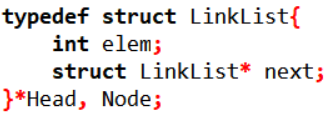 typedef struct LinkList{
    int elem;
    struct LinkList* next;
}*Head, Node;